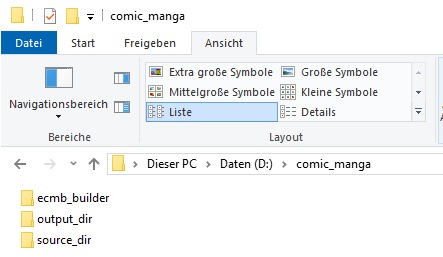 comic_manga
Datei Start Freigeben Ansicht
Navigationsbereich
Extra große Symbole Große Symbole
Mittelgroße Symbole Kleine Symbole
Liste Details
Bereiche Layout
Dieser PC > Daten (D:) > comic_manga
ecmb_builder
output_dir
source_dir